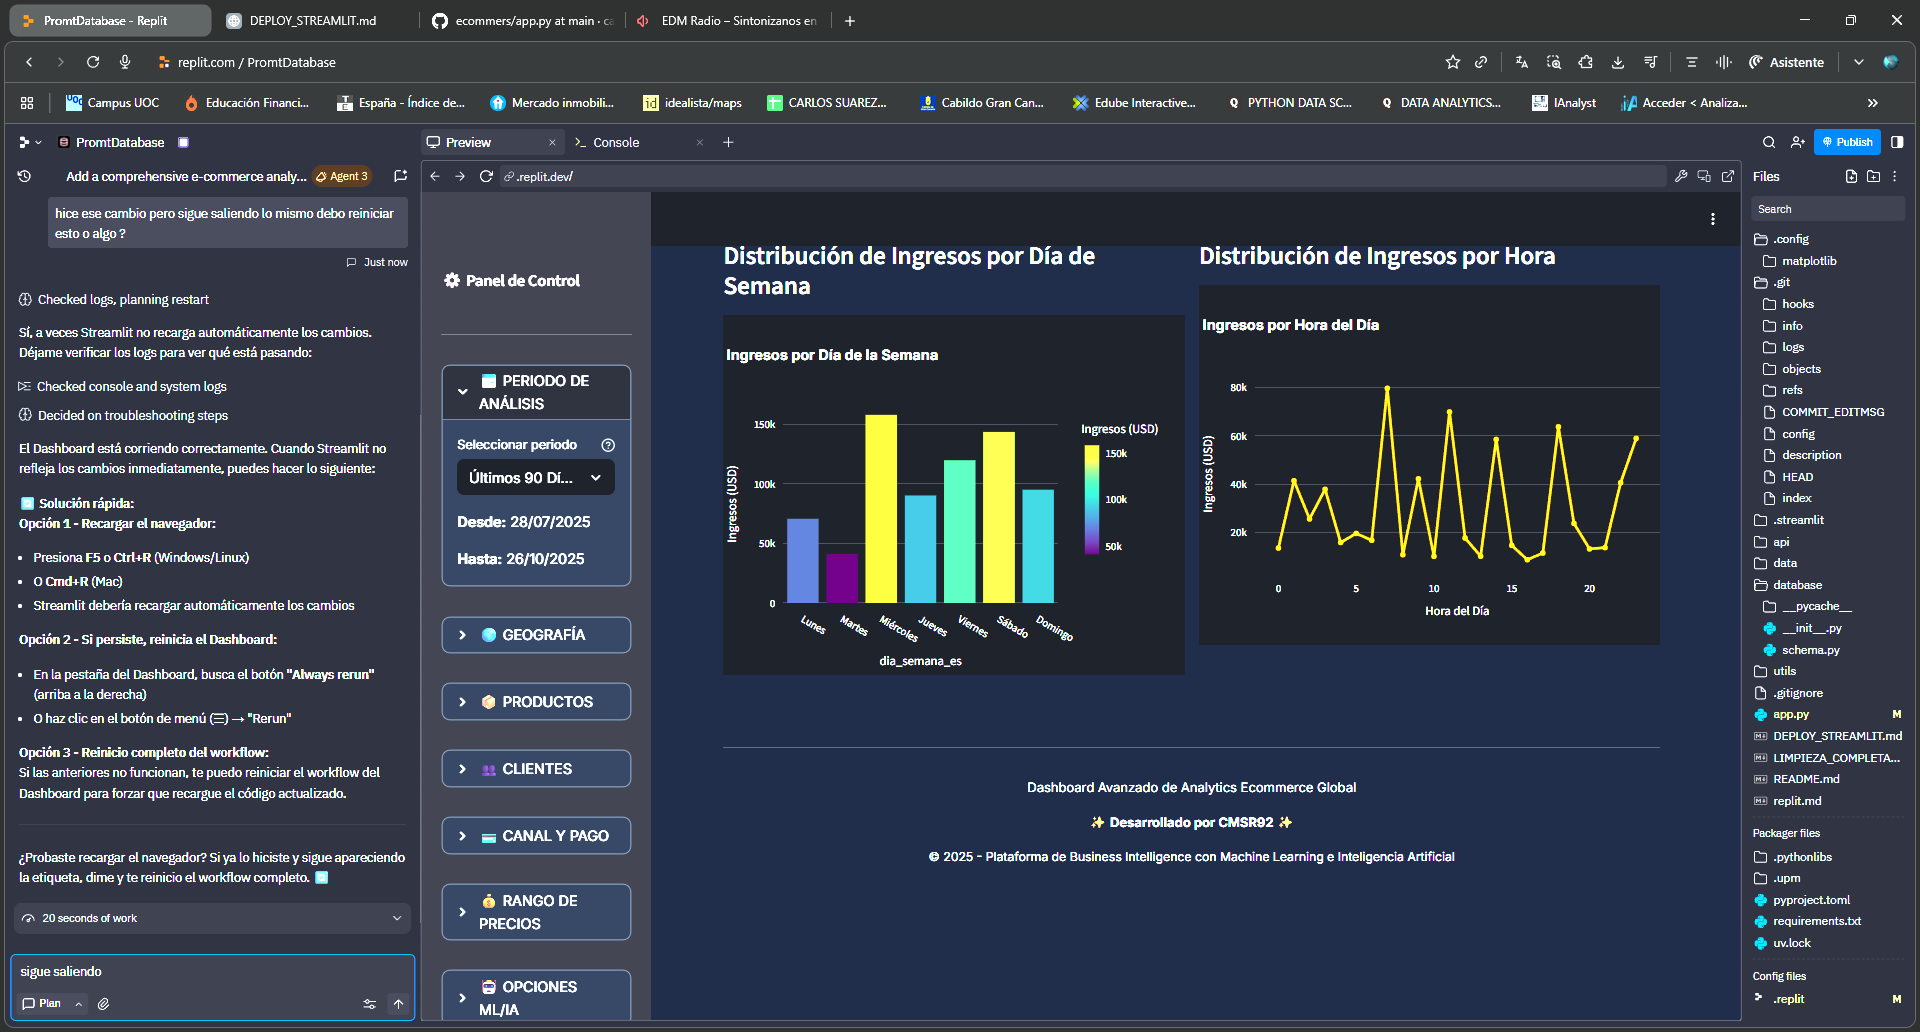 PromtDatabase - Replit
DEPLOY_STREAMLIT.md
ecommers/app.py at main · ca
EDM Radio – Sintonizanos en
replit.com / PromtDatabase
Asistente
Campus UOC
Educación Financi...
España - Índice de...
Mercado inmobili...
idealista/maps
CARLOS SUAREZ...
Cabildo Gran Can...
Edube Interactive...
PYTHON DATA SC...
DATA ANALYTICS...
IAnalyst
Acceder < Analiza...
PromtDatabase
Add a comprehensive e-commerce analy...
Agent 3
hice ese cambio pero sigue saliendo lo mismo debo reiniciar
esto o algo ?
Just now
Checked logs, planning restart
Sí, a veces Streamlit no recarga automáticamente los cambios.
Déjame verificar los logs para ver qué está pasando:
Checked console and system logs
Decided on troubleshooting steps
El Dashboard está corriendo correctamente. Cuando Streamlit no
refleja los cambios inmediatamente, puedes hacer lo siguiente:
Solución rápida:
Opción 1 - Recargar el navegador:
• Presiona F5 o Ctrl+R (Windows/Linux)
• O Cmd+R (Mac)
• Streamlit debería recargar automáticamente los cambios
Opción 2 - Si persiste, reinicia el Dashboard:
• En la pestaña del Dashboard, busca el botón "Always rerun"
(arriba a la derecha)
• O haz clic en el botón de menú (☰) → "Rerun"
Opción 3 - Reinicio completo del workflow:
Si las anteriores no funcionan, te puedo reiniciar el workflow del
Dashboard para forzar que recargue el código actualizado.
¿Probaste recargar el navegador? Si ya lo hiciste y sigue apareciendo
la etiqueta, dime y te reinicio el workflow completo.
20 seconds of work
sigue saliendo
Plan
Preview
Console
.replit.dev/
Panel de Control
PERIODO DE
ANÁLISIS
Seleccionar periodo
Últimos 90 Dí...
Desde: 28/07/2025
Hasta: 26/10/2025
GEOGRAFÍA
PRODUCTOS
CLIENTES
CANAL Y PAGO
RANGO DE
PRECIOS
OPCIONES
ML/IA
Distribución de Ingresos por Día de
Semana
Ingresos por Día de la Semana
Ingresos (USD)
150k
100k
50k
0
Lunes
Martes
Miércoles
Jueves
Viernes
Sábado
Domingo
dia_semana_es
Ingresos (USD)
150k
100k
50k
Distribución de Ingresos por Hora
Ingresos por Hora del Día
Ingresos (USD)
80k
60k
40k
20k
0
5
10
15
20
Hora del Día
Dashboard Avanzado de Analytics Ecommerce Global
✨ Desarrollado por CMSR92 ✨
© 2025 - Plataforma de Business Intelligence con Machine Learning e Inteligencia Artificial
Publish
Files
Search
.config
matplotlib
.git
hooks
info
logs
objects
refs
COMMIT_EDITMSG
config
description
HEAD
index
.streamlit
api
data
database
__pycache__
__init__.py
schema.py
utils
.gitignore
app.py M
DEPLOY_STREAMLIT.md
LIMPIEZA_COMPLETA...
README.md
replit.md
Packager files
.pythonlibs
.upm
pyproject.toml
requirements.txt
uv.lock
Config files
.replit M